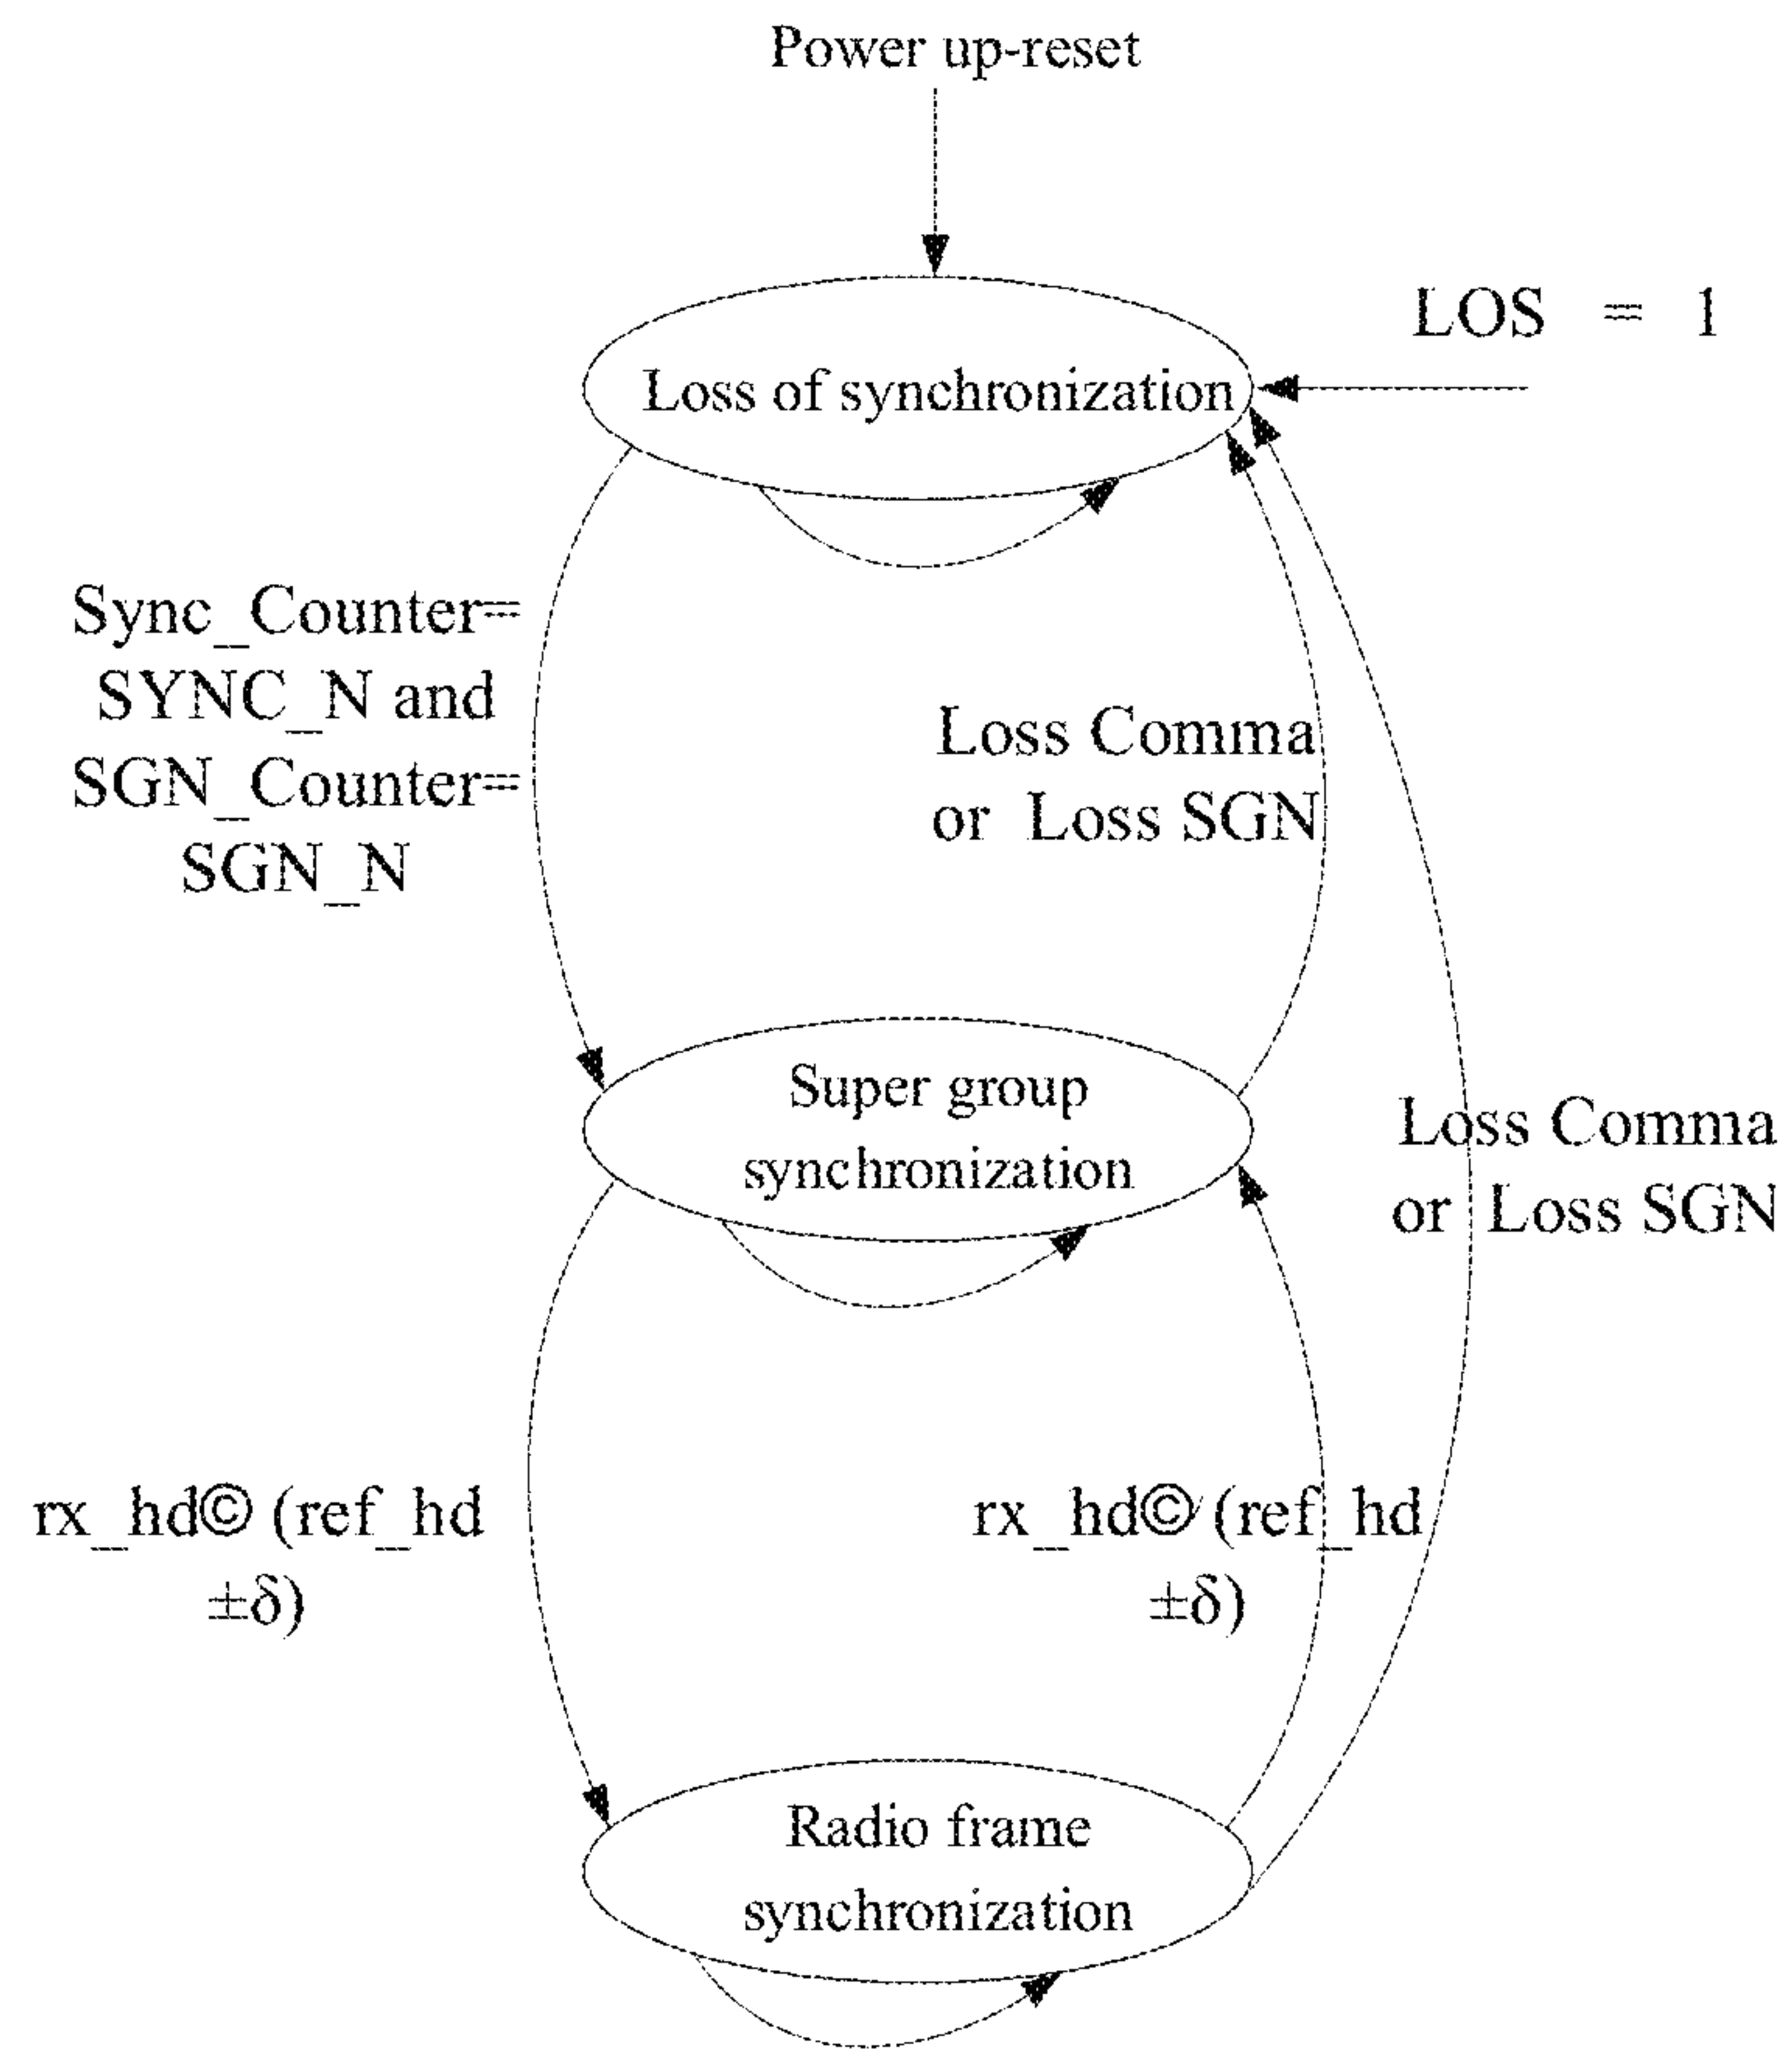 Power up-reset
LOS = 1
Loss of synchronization
Sync_Counter=
SYNC_N and
SGN_Counter=
SGN_N
Loss Comma
or Loss SGN
Super group
synchronization
Loss Comma
or Loss SGN
rx_hd© (ref_hd
±δ)
rx_hd© (ref_hd
±δ)
Radio frame
synchronization